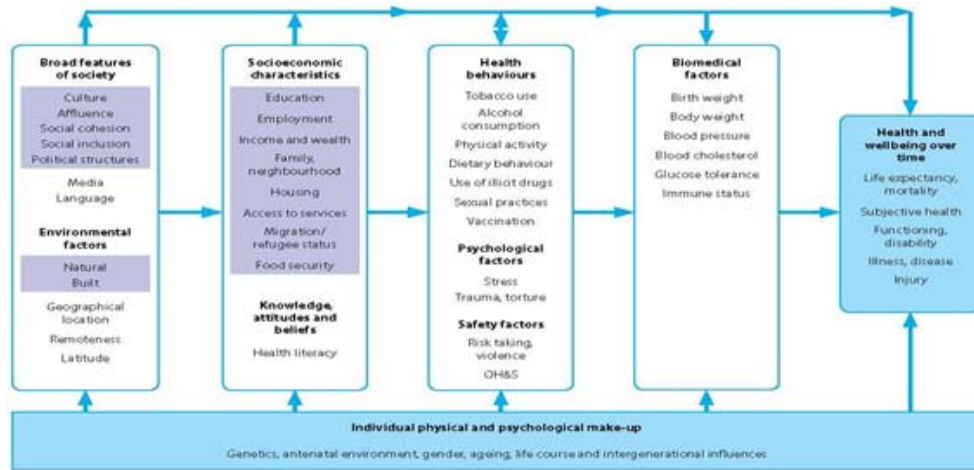 Broad features
of society
Culture
Affluence
Social cohesion
Social inclusion
Political structures
Media
Language
Environmental
factors
Natural
Built
Geographical
location
Remoteness
Latitude
Socioeconomic
characteristics
Education
Employment
Income and wealth
Family,
neighbourhood
Housing
Access to services
Migration/
refugee status
Food security
Knowledge,
attitudes and
beliefs
Health literacy
Health
behaviours
Tobacco use
Alcohol
consumption
Physical activity
Dietary behaviour
Use of illicit drugs
Sexual practices
Vaccination
Psychological
factors
Stress
Trauma, torture
Safety factors
Risk taking,
violence
OH&S
Biomedical
factors
Birth weight
Body weight
Blood pressure
Blood cholesterol
Glucose tolerance
Immune status
Health and
wellbeing over
time
Life expectancy,
mortality
Subjective health
Functioning,
disability
Illness, disease
Injury
Individual physical and psychological make-up
Genetics, antenatal environment, gender, ageing, life course and intergenerational influences